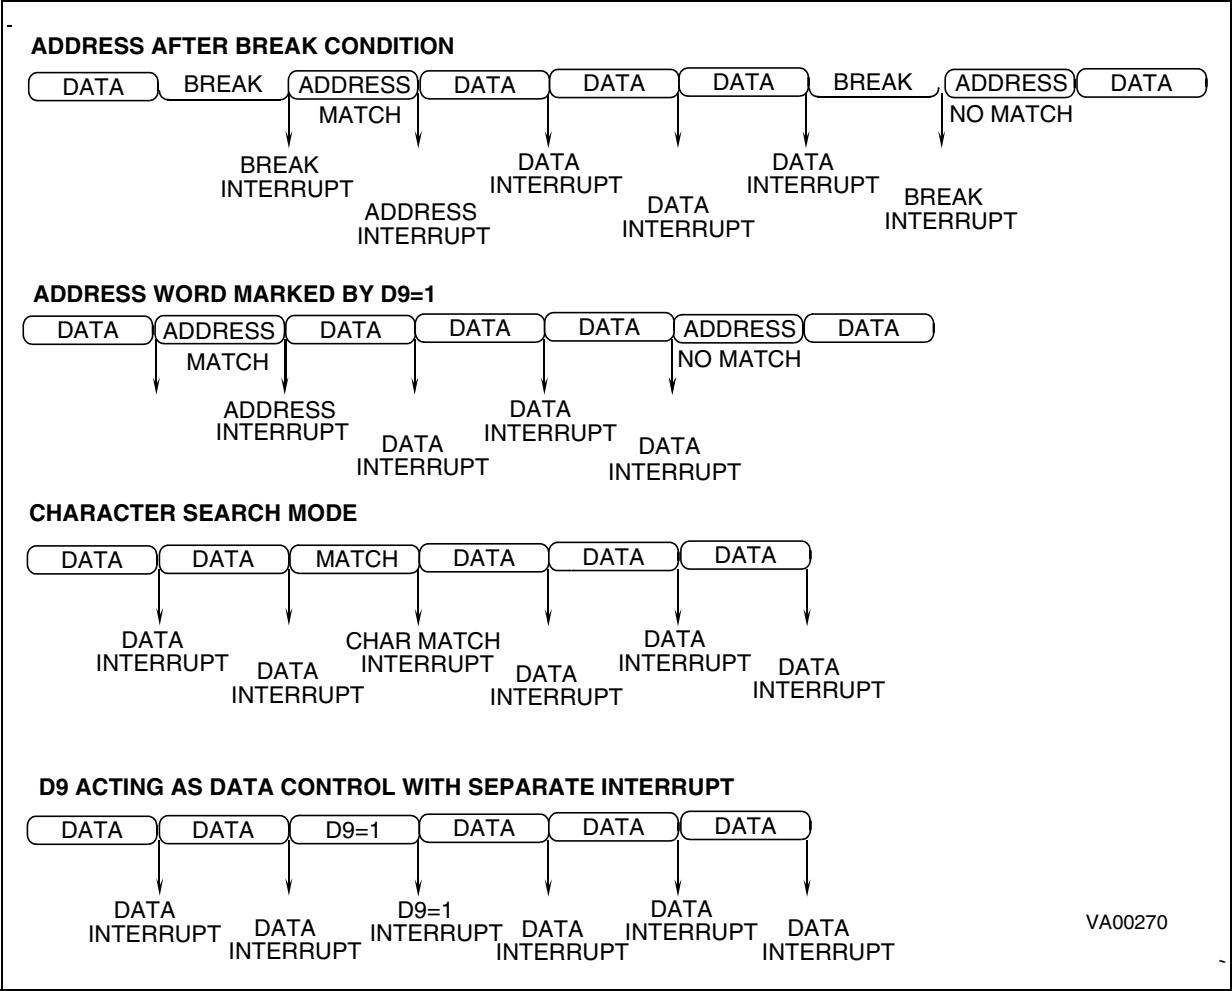 ADDRESS AFTER BREAK CONDITION
DATA BREAK ADDRESS DATA DATA DATA BREAK ADDRESS DATA
MATCH NO MATCH
BREAK
INTERRUPT
ADDRESS
INTERRUPT
DATA
INTERRUPT
DATA
INTERRUPT
DATA
INTERRUPT
BREAK
INTERRUPT
ADDRESS WORD MARKED BY D9=1
DATA ADDRESS DATA DATA DATA ADDRESS DATA
MATCH NO MATCH
ADDRESS
INTERRUPT
DATA
INTERRUPT
DATA
INTERRUPT
DATA
INTERRUPT
CHARACTER SEARCH MODE
DATA DATA MATCH DATA DATA DATA
DATA
INTERRUPT
DATA
INTERRUPT
CHAR MATCH
INTERRUPT
DATA
INTERRUPT
DATA
INTERRUPT
DATA
INTERRUPT
D9 ACTING AS DATA CONTROL WITH SEPARATE INTERRUPT
DATA DATA D9=1 DATA DATA DATA
DATA
INTERRUPT
DATA
INTERRUPT
D9=1
INTERRUPT
DATA
INTERRUPT
DATA
INTERRUPT
DATA
INTERRUPT
VA00270